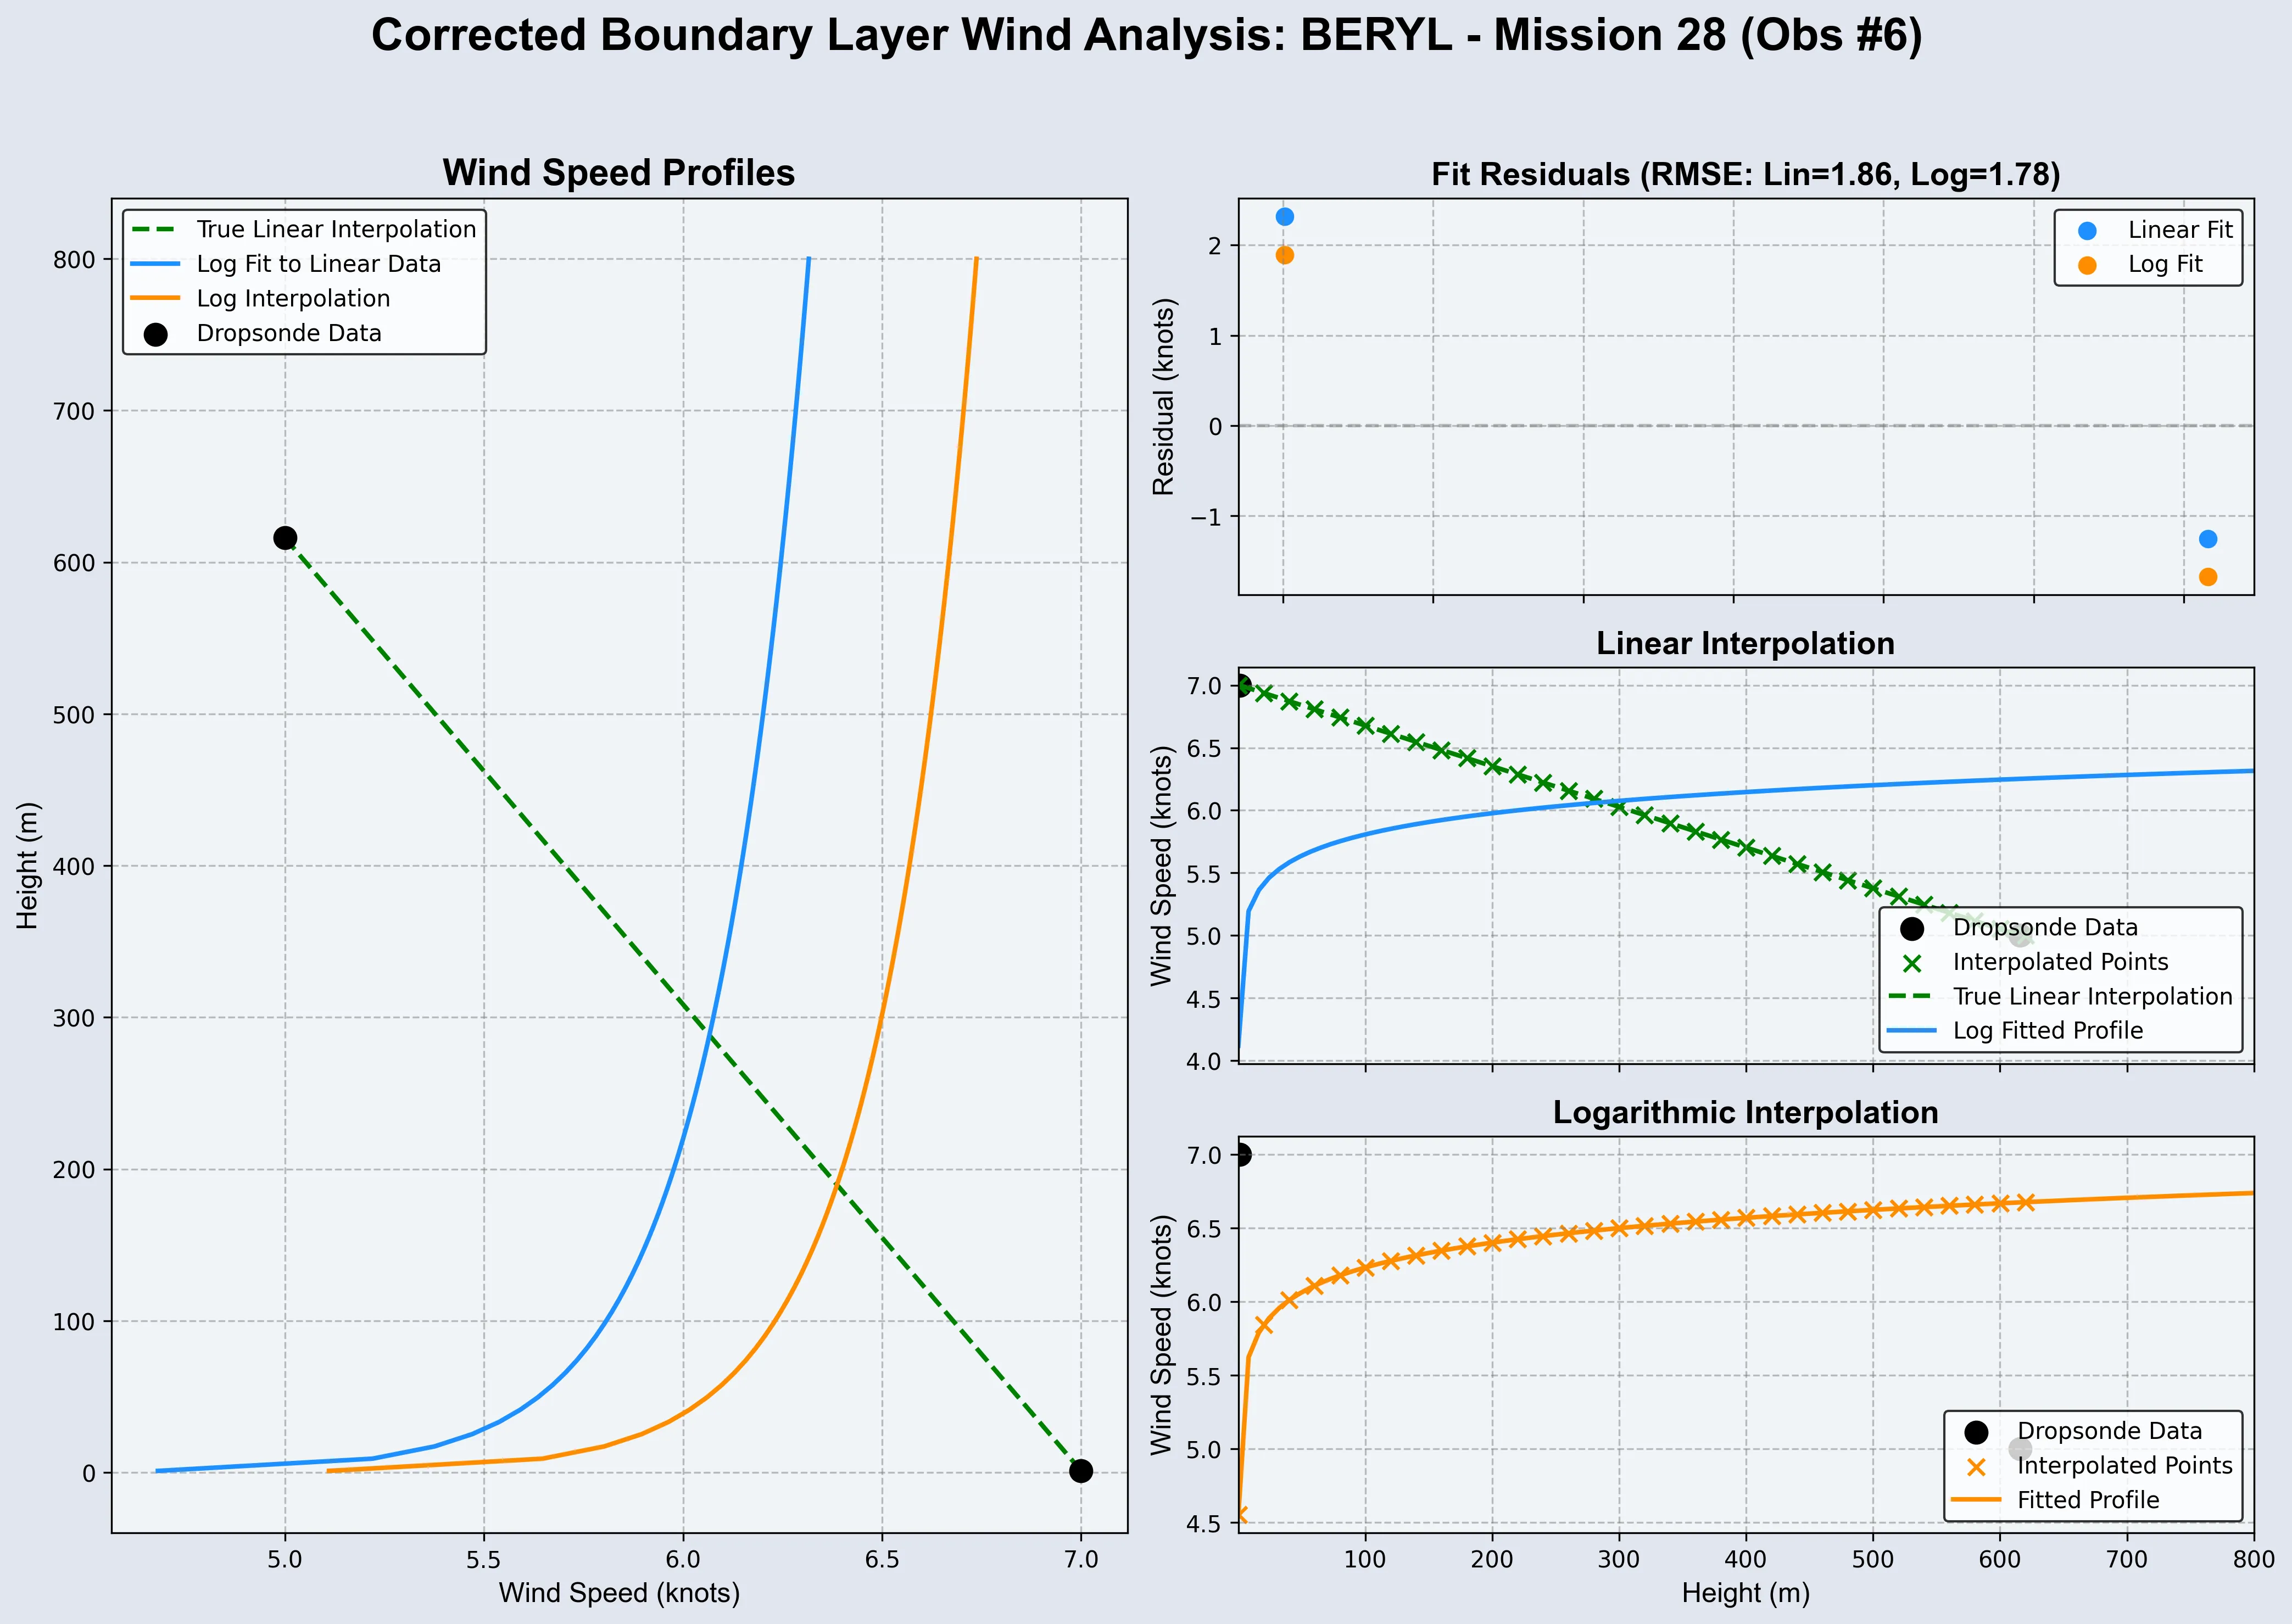 Corrected Boundary Layer Wind Analysis: BERYL - Mission 28 (Obs #6)
Wind Speed Profiles
True Linear Interpolation
Log Fit to Linear Data
Log Interpolation
Dropsonde Data
800
700
600
500
400
300
200
100
0
Height (m)
5.0
5.5
6.0
6.5
7.0
Wind Speed (knots)
Fit Residuals (RMSE: Lin=1.86, Log=1.78)
Linear Fit
Log Fit
2
1
0
−1
Residual (knots)
Linear Interpolation
7.0
6.5
6.0
5.5
5.0
4.5
4.0
Wind Speed (knots)
Dropsonde Data
Interpolated Points
True Linear Interpolation
Log Fitted Profile
Logarithmic Interpolation
7.0
6.5
6.0
5.5
5.0
4.5
Wind Speed (knots)
Dropsonde Data
Interpolated Points
Fitted Profile
100
200
300
400
500
600
700
800
Height (m)